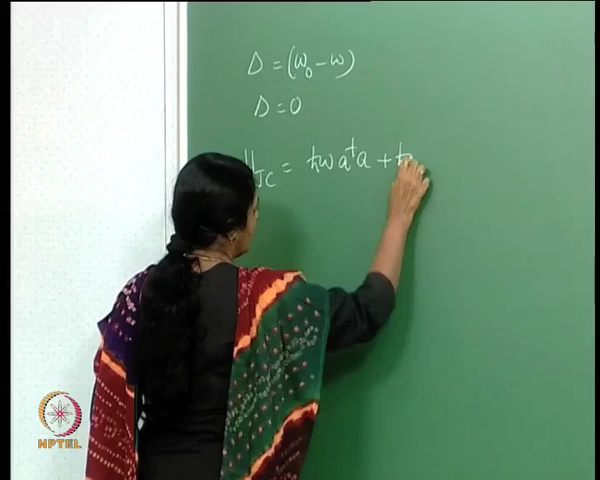 Δ = (ω₀ - ω)
Δ = 0
H_JC = ħω a†a + ħ
NPTEL